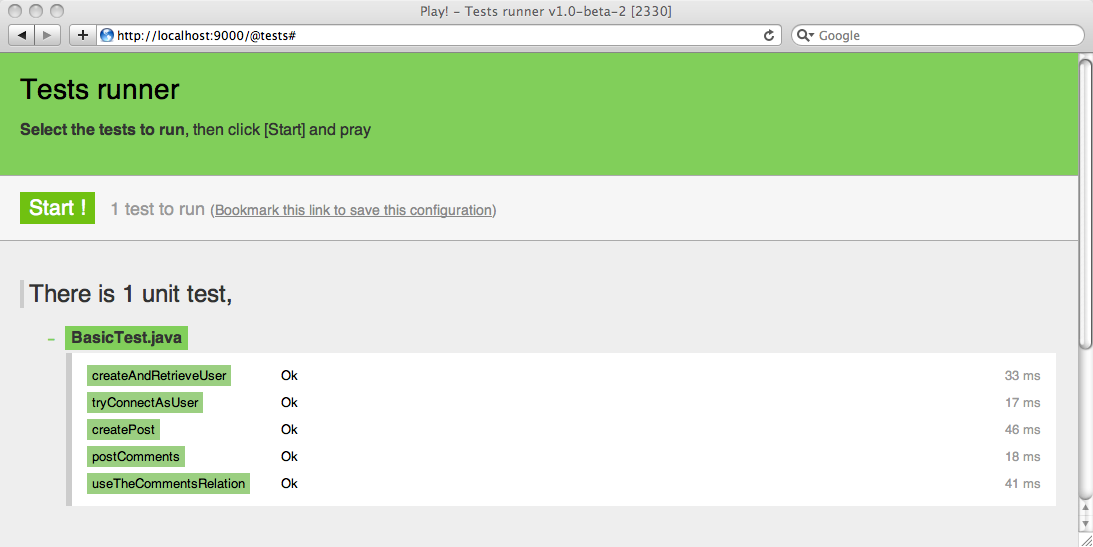 Play! – Tests runner v1.0-beta-2 [2330]
http://localhost:9000/@tests#
Google
Tests runner
Select the tests to run, then click [Start] and pray
Start ! 1 test to run (Bookmark this link to save this configuration)
There is 1 unit test,
– BasicTest.java
createAndRetrieveUser Ok 33 ms
tryConnectAsUser Ok 17 ms
createPost Ok 46 ms
postComments Ok 18 ms
useTheCommentsRelation Ok 41 ms